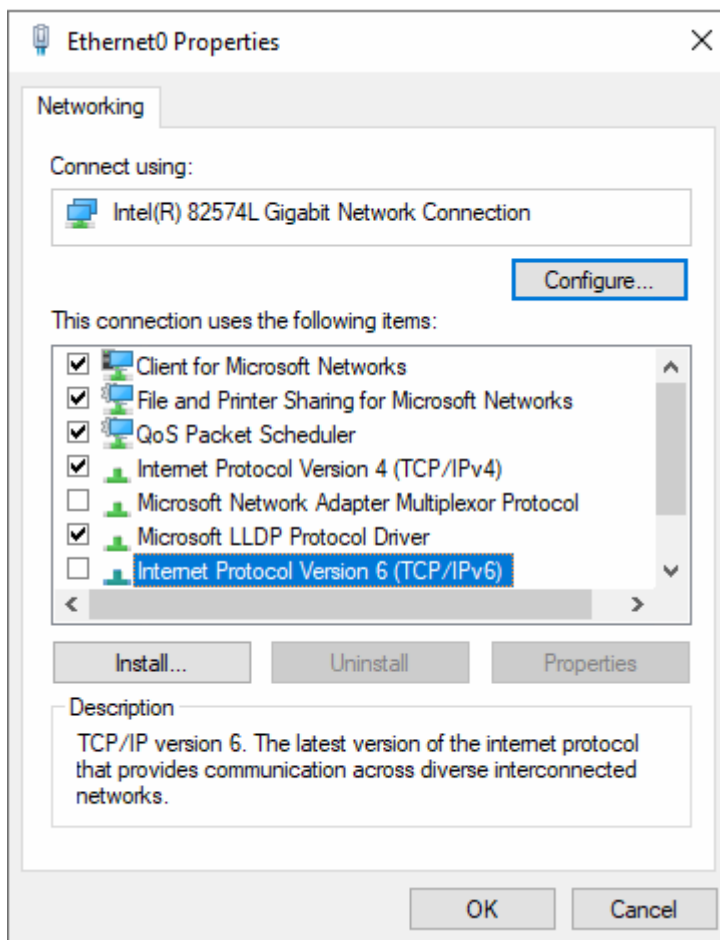 Ethernet0 Properties
Networking
Connect using:
Intel(R) 82574L Gigabit Network Connection
Configure...
This connection uses the following items:
Client for Microsoft Networks
File and Printer Sharing for Microsoft Networks
QoS Packet Scheduler
Internet Protocol Version 4 (TCP/IPv4)
Microsoft Network Adapter Multiplexor Protocol
Microsoft LLDP Protocol Driver
Internet Protocol Version 6 (TCP/IPv6)
Install...
Uninstall
Properties
Description
TCP/IP version 6. The latest version of the internet protocol
that provides communication across diverse interconnected
networks.
OK
Cancel